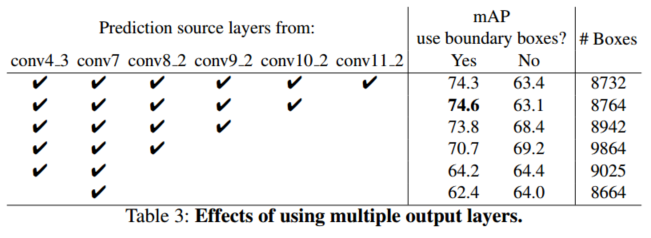 Prediction source layers from: mAP
use boundary boxes? # Boxes
conv4_3 conv7 conv8_2 conv9_2 conv10_2 conv11_2 Yes No
✔ ✔ ✔ ✔ ✔ ✔ 74.3 63.4 8732
✔ ✔ ✔ ✔ ✔ 74.6 63.1 8764
✔ ✔ ✔ ✔ 73.8 68.4 8942
✔ ✔ ✔ 70.7 69.2 9864
✔ ✔ 64.2 64.4 9025
✔ 62.4 64.0 8664
Table 3: Effects of using multiple output layers.